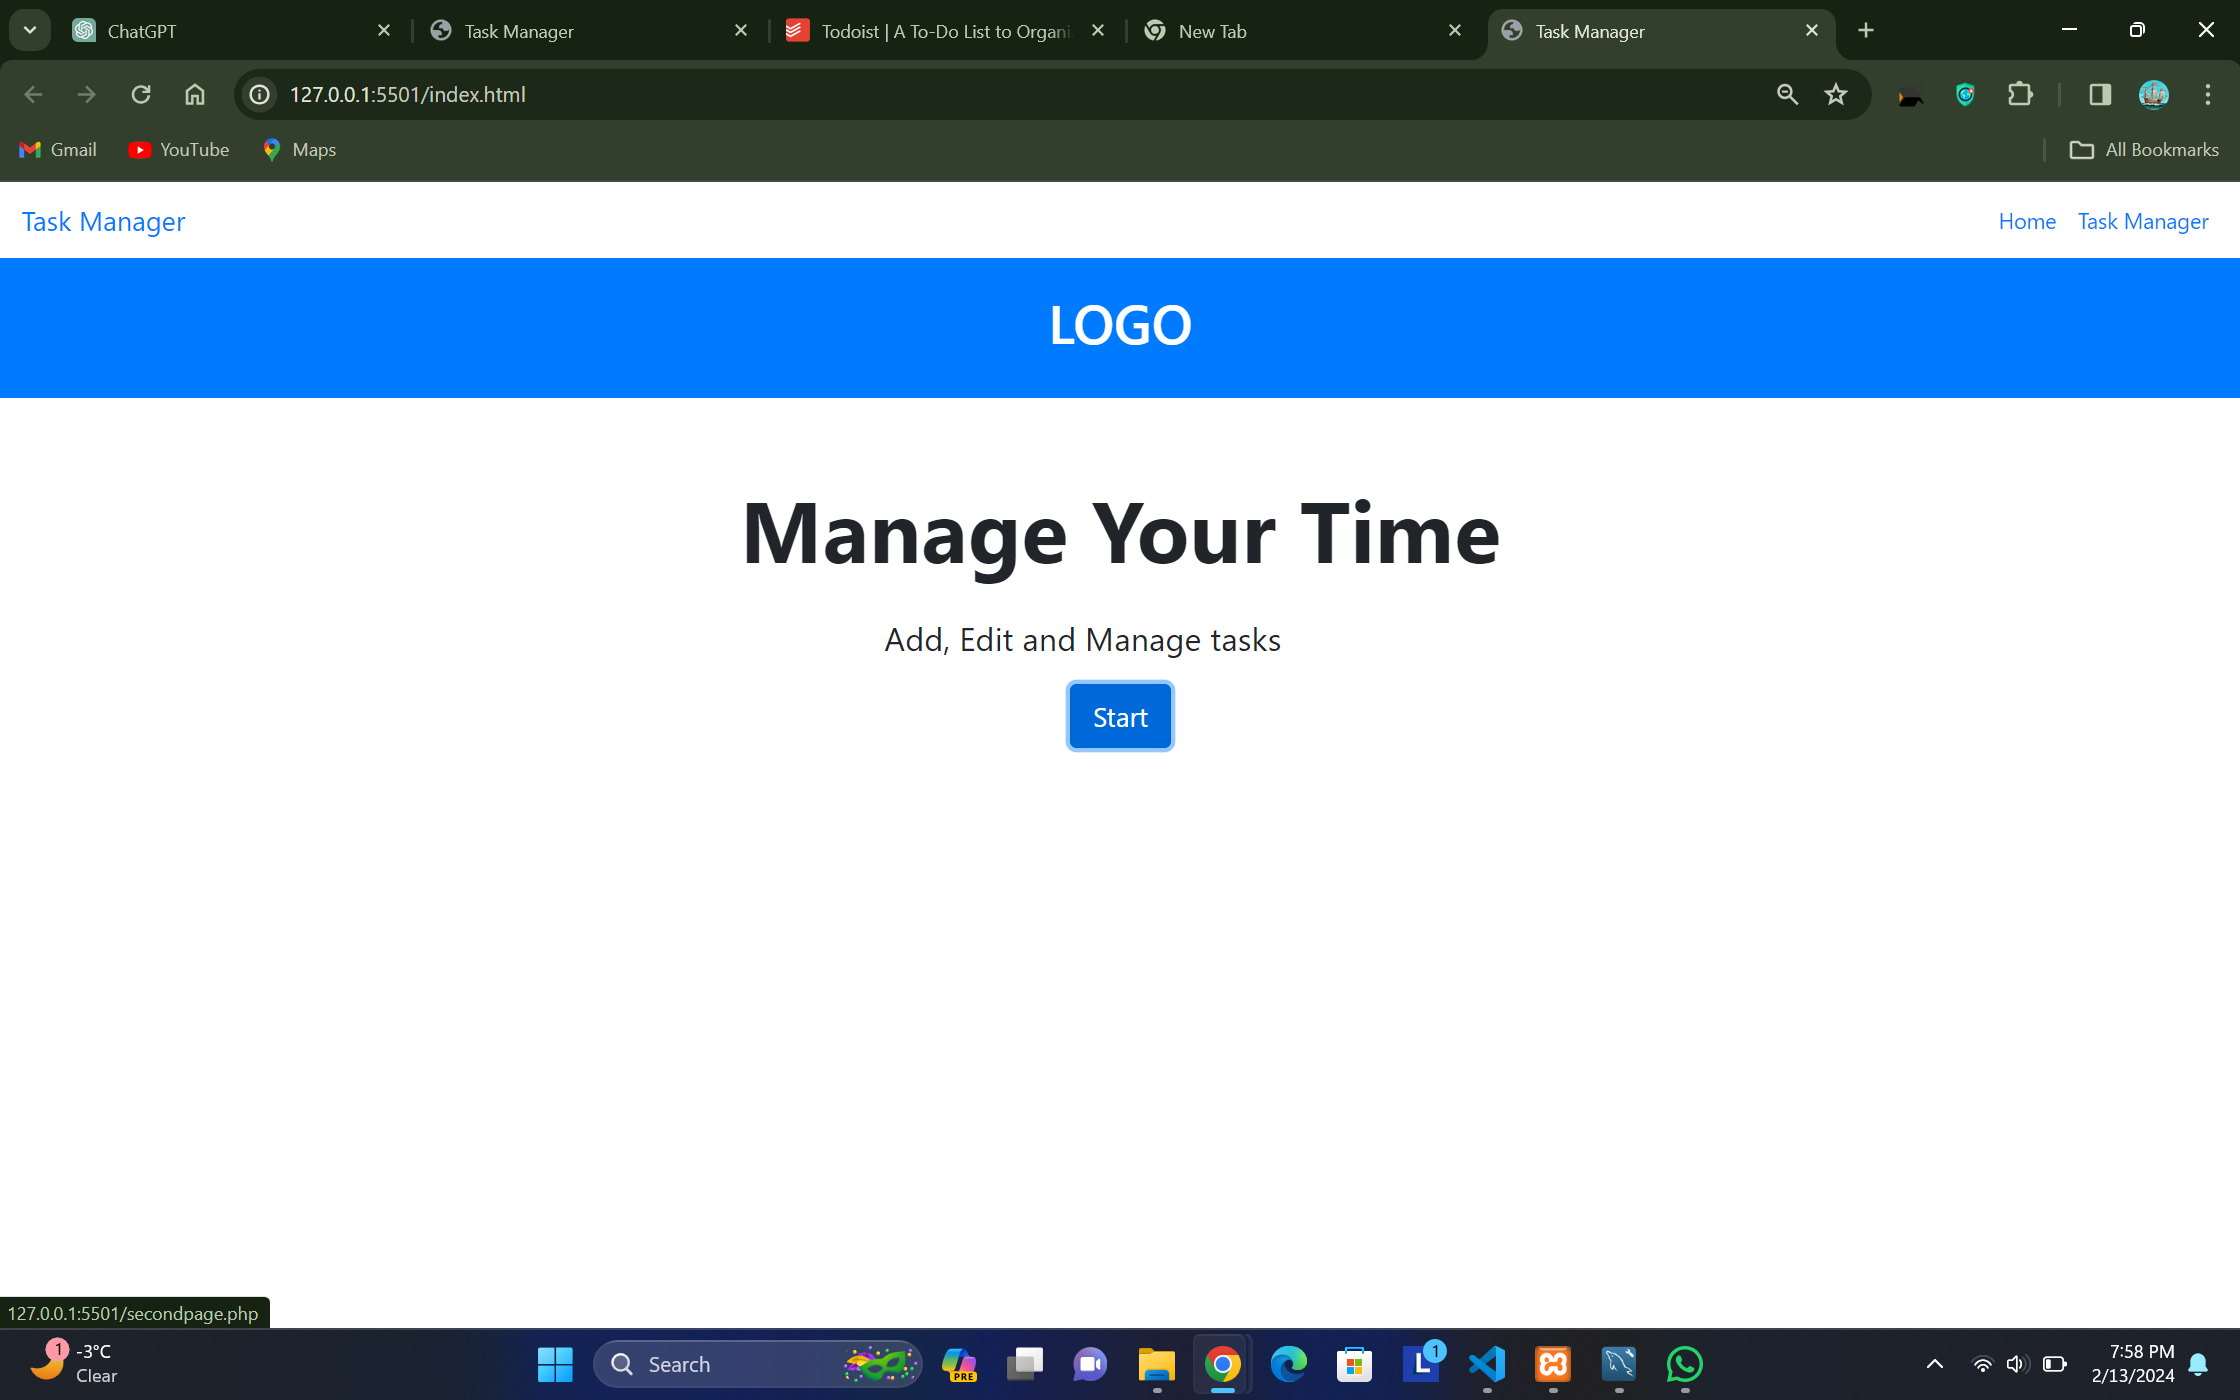 ChatGPT
Task Manager
Todoist | A To-Do List to Organi
New Tab
Task Manager
127.0.0.1:5501/index.html
Gmail
YouTube
Maps
All Bookmarks
Task Manager
Home
Task Manager
LOGO
Manage Your Time
Add, Edit and Manage tasks
Start
127.0.0.1:5501/secondpage.php
1
-3°C
Clear
Search
PRE
L
1
7:58 PM
2/13/2024